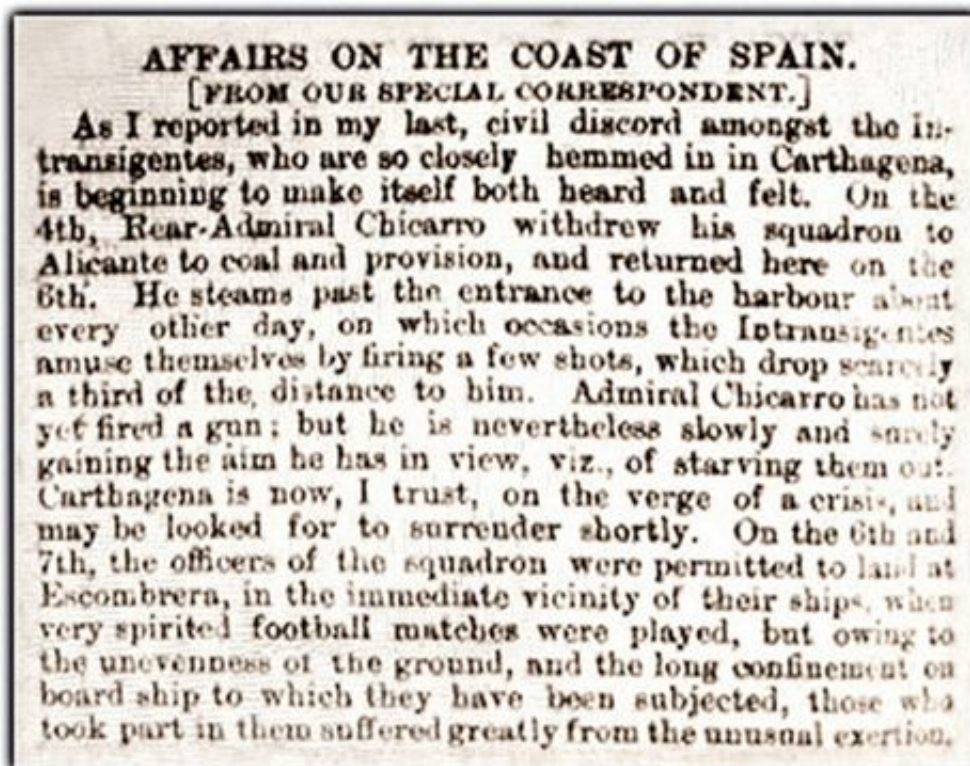 AFFAIRS ON THE COAST OF SPAIN.
[FROM OUR SPECIAL CORRESPONDENT.]
As I reported in my last, civil discord amongst the In-
transigentes, who are so closely hemmed in in Carthagena,
is beginning to make itself both heard and felt. On the
4th, Rear-Admiral Chicarro withdrew his squadron to
Alicante to coal and provision, and returned here on the
6th. He steams past the entrance to the harbour about
every other day, on which occasions the Intransigentes
amuse themselves by firing a few shots, which drop scarcely
a third of the distance to him. Admiral Chicarro has not
yet fired a gun; but he is nevertheless slowly and surely
gaining the aim he has in view, viz., of starving them out.
Carthagena is now, I trust, on the verge of a crisis, and
may be looked for to surrender shortly. On the 6th and
7th, the officers of the squadron were permitted to land at
Escombrera, in the immediate vicinity of their ships, when
very spirited football matches were played, but owing to
the unevenness of the ground, and the long confinement on
board ship to which they have been subjected, those who
took part in them suffered greatly from the unusual exertion.